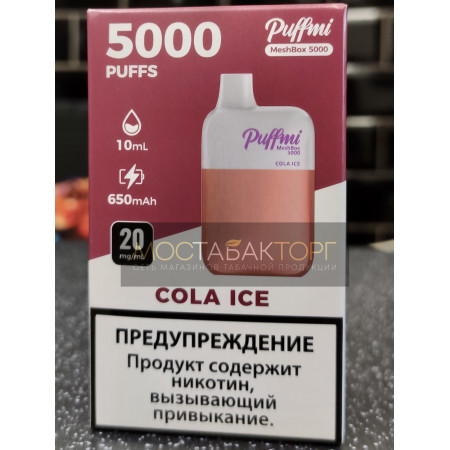 5000
PUFFS
Puffmi
MeshBox 5000
10mL
650mAh
20
mg/mL
Puffmi
MeshBox
5000
COLA ICE
МОСТАБАКТОРГ
СЕТЬ МАГАЗИНОВ ТАБАЧНОЙ ПРОДУКЦИИ
COLA ICE
ПРЕДУПРЕЖДЕНИЕ
Продукт содержит
никотин,
вызывающий
привыкание.